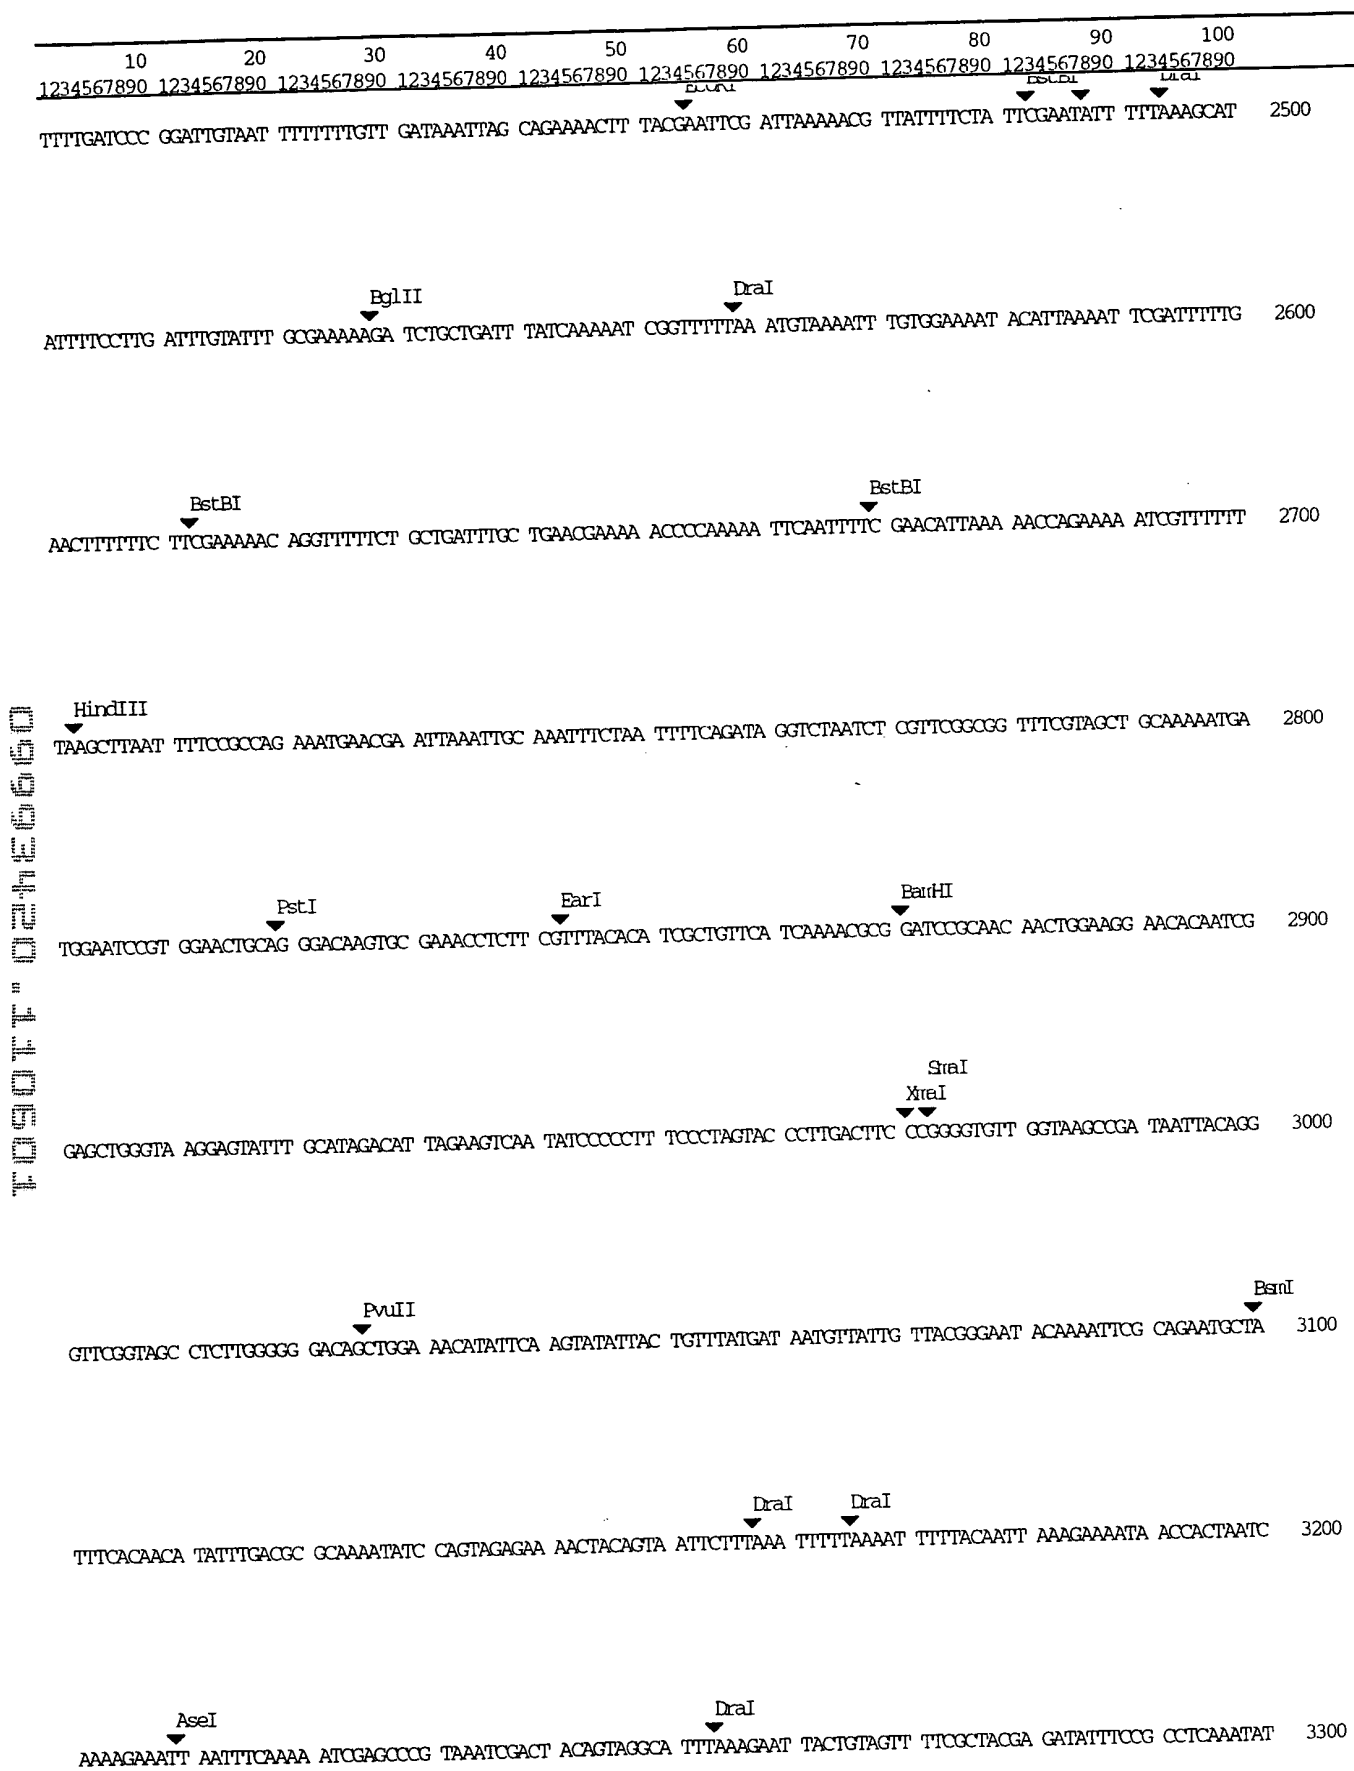 10 20 30 40 50 60 70 80 90 100
1234567890 1234567890 1234567890 1234567890 1234567890 1234567890 1234567890 1234567890 1234567890 1234567890
TTTTGATCCC GGATTGTAAT TTTTTTTGTT GATAAATTAG CAGAAAACTT TACGAATTCG ATTAAAAACG TTATTTTCTA TTCGAATATT TTTAAAGCAT 2500
BglII DraI
ATTTTCCTTG ATTTGTATTT GCGAAAAAGA TCTGCTGATT TATCAAAAAT CGGTTTTTAA ATGTAAAATT TGTGGAAAAT ACATTAAAAT TCGATTTTTG 2600
BstBI BstBI
AACTTTTTTC TTCGAAAAAC AGGTTTTTCT GCTGATTTGC TGAACGAAAA ACCCCAAAAA TTCAATTTTC GAACATTAAA AACCAGAAAA ATCGTTTTTT 2700
HindIII
TAAGCTTAAT TTTCCGCCAG AAATGAACGA ATTAAATTGC AAATTTCTAA TTTTCAGATA GGTCTAATCT CGTTCGGCGG TTTCGTAGCT GCAAAAATGA 2800
PstI EarI BamHI
TGGAATCCGT GGAACTGCAG GGACAAGTGC GAAACCTCTT CGTTTACACA TCGCTGTTCA TCAAAACGCG GATCCGCAAC AACTGGAAGG AACACAATCG 2900
SmaI
XmaI
GAGCTGGGTA AGGAGTATTT GCATAGACAT TAGAAGTCAA TATCCCCCTT TCCCTAGTAC CCTTGACTTC CCGGGGTGTT GGTAAGCCGA TAATTACAGG 3000
PvuII BsmI
GTTCGGTAGC CTCTTGGGGG GACAGCTGGA AACATATTCA AGTATATTAC TGTTTATGAT AATGTTATTG TTACGGGAAT ACAAAATTCG CAGAATGCTA 3100
DraI DraI
TTTCACAACA TATTTGACGC GCAAAATATC CAGTAGAGAA AACTACAGTA ATTCTTTAAA TTTTTAAAAT TTTTACAATT AAAGAAAATA ACCACTAATC 3200
AseI DraI
AAAAGAAATT AATTTCAAAA ATCGAGCCCG TAAATCGACT ACAGTAGGCA TTTAAAGAAT TACTGTAGTT TTCGCTACGA GATATTTCCG CCTCAAATAT 3300
09993420.110601